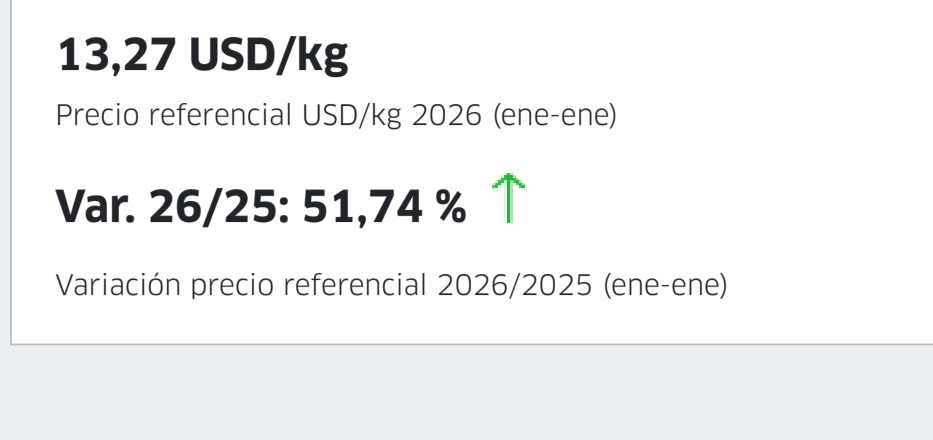 13,27 USD/kg
Precio referencial USD/kg 2026 (ene-ene)
Var. 26/25: 51,74 %
Variación precio referencial 2026/2025 (ene-ene)